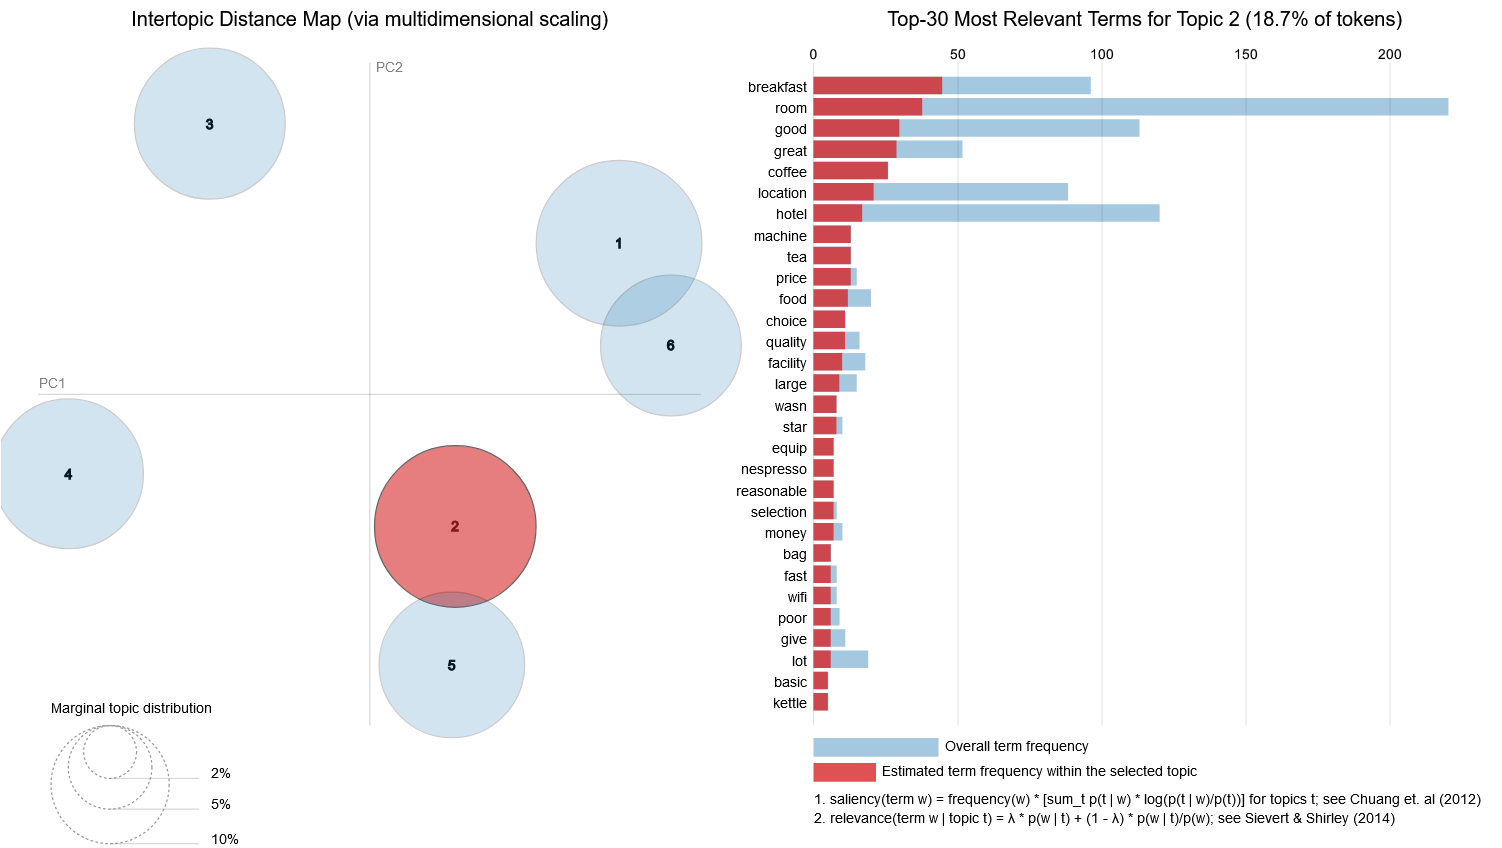 Intertopic Distance Map (via multidimensional scaling)
PC2
3
1
6
PC1
4
2
5
Marginal topic distribution
2%
5%
10%
Top-30 Most Relevant Terms for Topic 2 (18.7% of tokens)
0 50 100 150 200
breakfast
room
good
great
coffee
location
hotel
machine
tea
price
food
choice
quality
facility
large
wasn
star
equip
nespresso
reasonable
selection
money
bag
fast
wifi
poor
give
lot
basic
kettle
Overall term frequency
Estimated term frequency within the selected topic
1. saliency(term w) = frequency(w) * [sum_t p(t | w) * log(p(t | w)/p(t))] for topics t; see Chuang et. al (2012)
2. relevance(term w | topic t) = λ * p(w | t) + (1 - λ) * p(w | t)/p(w); see Sievert & Shirley (2014)